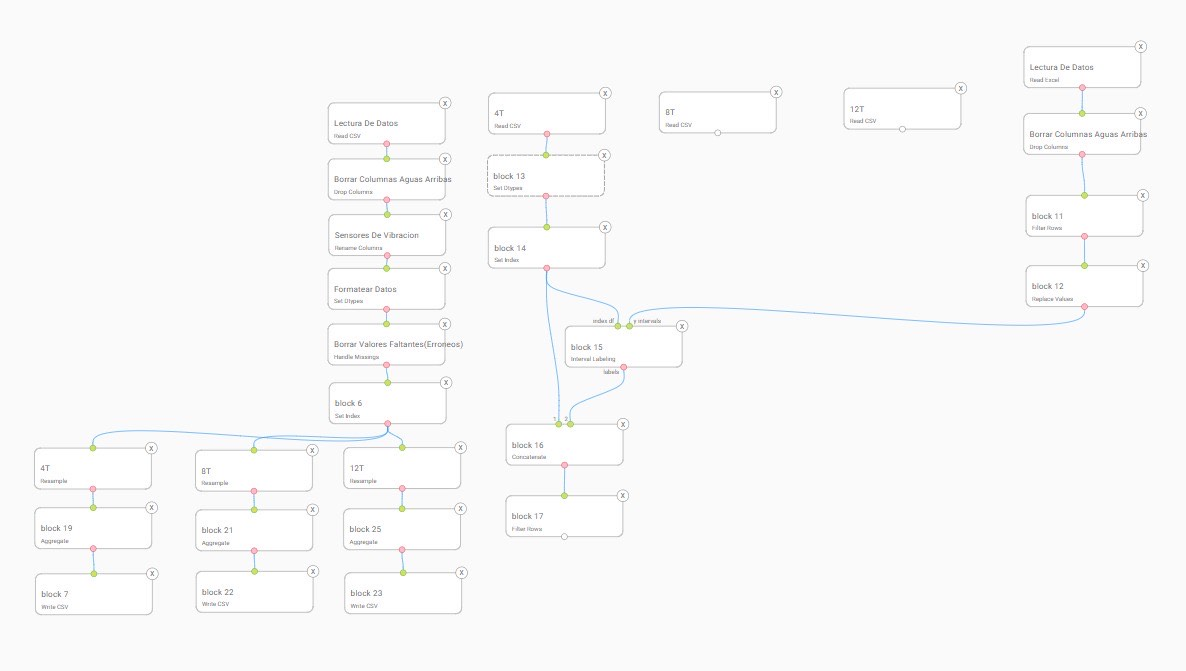 Lectura De Datos
Read CSV
Borrar Columnas Aguas Arribas
Drop Columns
Sensores De Vibracion
Rename Columns
Formatear Datos
Set Dtypes
Borrar Valores Faltantes(Erroneos)
Handle Missings
block 6
Set Index
4T
Resample
block 19
Aggregate
block 7
Write CSV
8T
Resample
block 21
Aggregate
block 22
Write CSV
12T
Resample
block 25
Aggregate
block 23
Write CSV
4T
Read CSV
block 13
Set Dtypes
block 14
Set Index
index df
y intervals
block 15
Interval Labeling
labels
1
2
block 16
Concatenate
block 17
Filter Rows
8T
Read CSV
12T
Read CSV
Lectura De Datos
Read Excel
Borrar Columnas Aguas Arribas
Drop Columns
block 11
Filter Rows
block 12
Replace Values